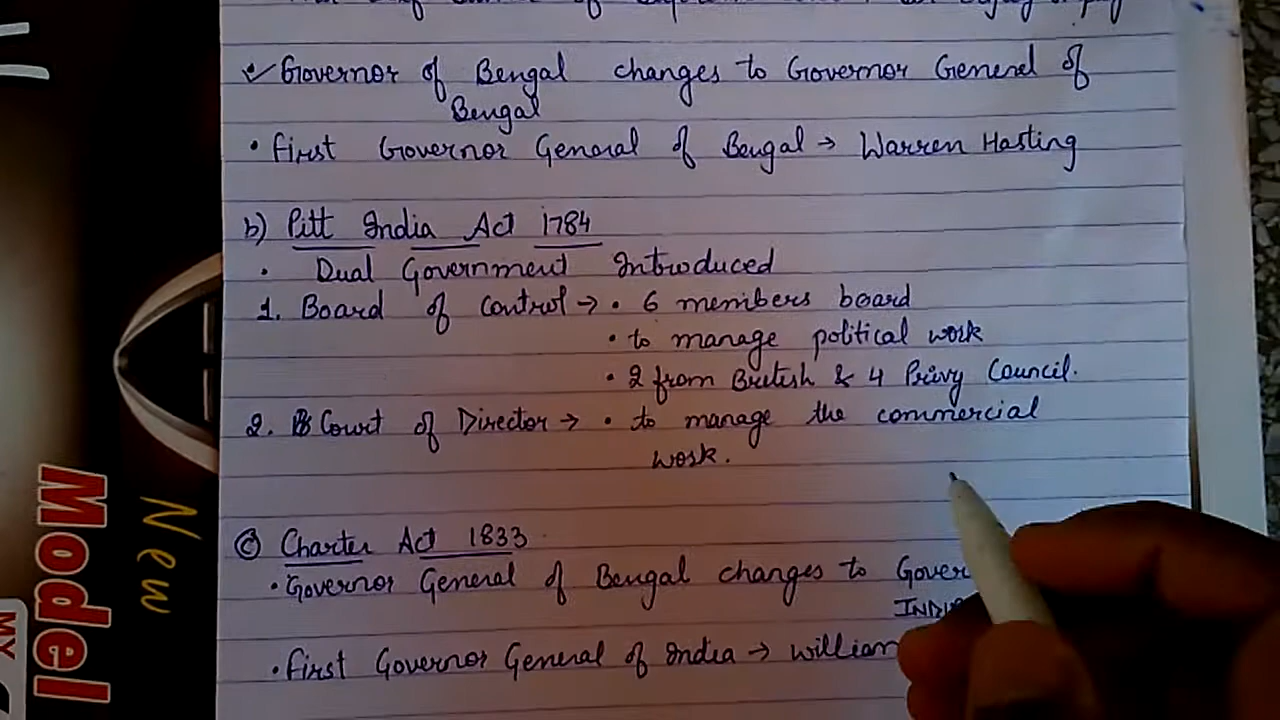 ✓ Governor of Bengal changes to Governor General of
Bengal
• First Governor General of Bengal → Warren Hasting
b) Pitt India Act 1784
• Dual Government Introduced
1. Board of Control → • 6 members board
• to manage political work
• 2 from British & 4 Privy Council.
2. Court of Director → • to manage the commercial
work.
c) Charter Act 1833
• Governor General of Bengal changes to
• First Governor General of India → William
New
Model
MY